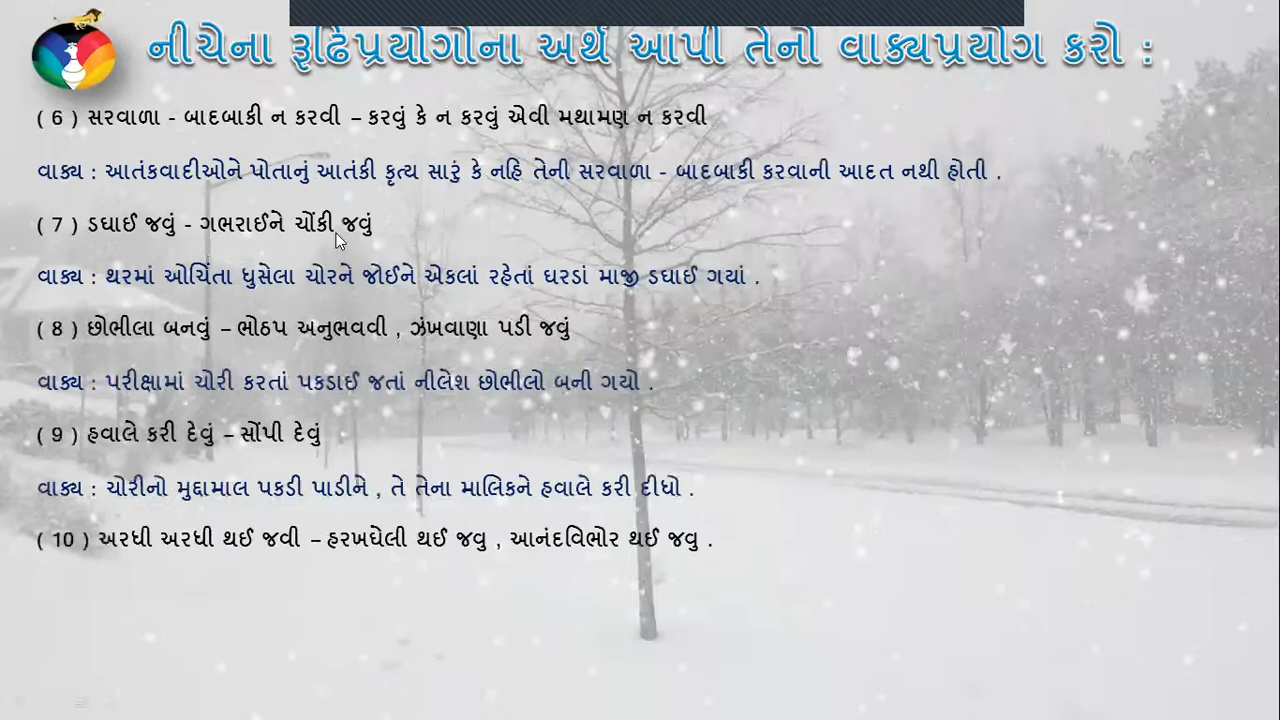 નીચેના રૂઢિપ્રયોગોના અર્થ આપી તેનો વાક્યપ્રયોગ કરો :
( 6 ) સરવાળા - બાદબાકી ન કરવી – કરવું કે ન કરવું એવી મથામણ ન કરવી
વાક્ય : આતંકવાદીઓને પોતાનું આતંકી કૃત્ય સારું કે નહિ તેની સરવાળા - બાદબાકી કરવાની આદત નથી હોતી .
( 7 ) ડઘાઈ જવું - ગભરાઈને ચોંકી જવું
વાક્ય : થરમાં ઓચિંતા ધુસેલા ચોરને જોઈને એકલાં રહેતાં ઘરડાં માજી ડઘાઈ ગયાં .
( 8 ) છોભીલા બનવું – ભોઠપ અનુભવવી , ઝંખવાણા પડી જવું
વાક્ય : પરીક્ષામાં ચોરી કરતાં પકડાઈ જતાં નીલેશ છોભીલો બની ગયો .
( 9 ) હવાલે કરી દેવું – સોંપી દેવું
વાક્ય : ચોરીનો મુદ્દામાલ પકડી પાડીને , તે તેના માલિકને હવાલે કરી દીધો .
( 10 ) અરધી અરધી થઈ જવી – હરખઘેલી થઈ જવુ , આનંદવિભોર થઈ જવુ .